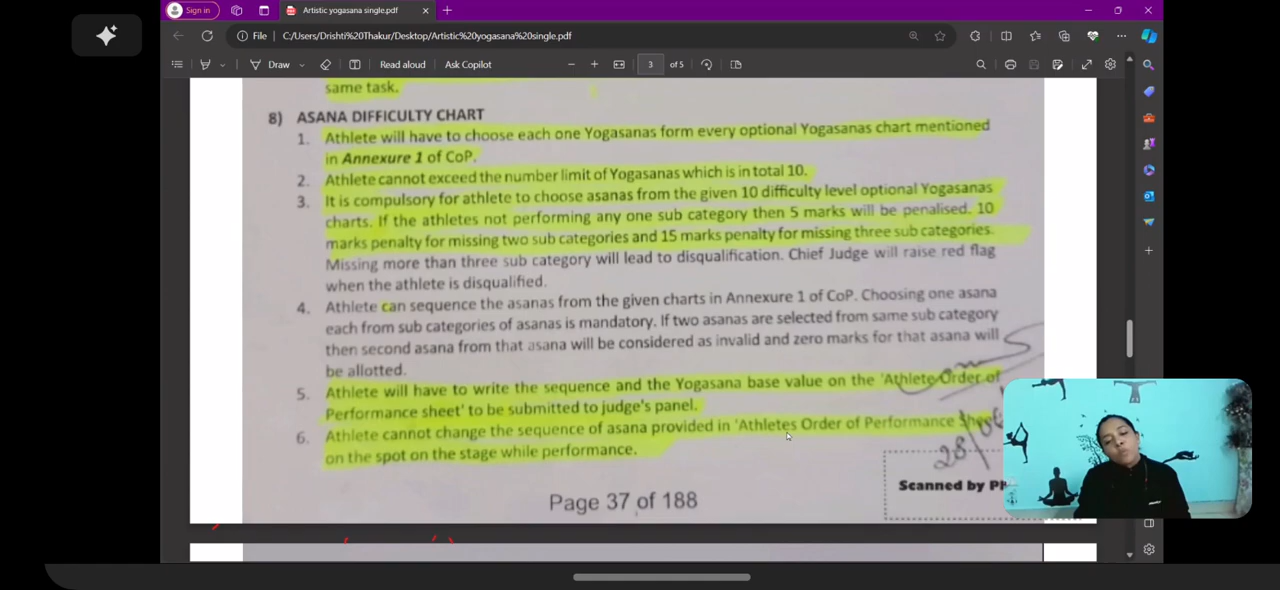 Sign in
Artistic yogasana single.pdf
File
C:/Users/Drishti%20Thakur/Desktop/Artistic%20yogasana%20single.pdf
Draw
Read aloud
Ask Copilot
3
of 5
same task.
8) ASANA DIFFICULTY CHART
1. Athlete will have to choose each one Yogasanas form every optional Yogasanas chart mentioned
in Annexure 1 of CoP.
2. Athlete cannot exceed the number limit of Yogasanas which is in total 10.
3. It is compulsory for athlete to choose asanas from the given 10 difficulty level optional Yogasanas
charts. If the athletes not performing any one sub category then 5 marks will be penalised. 10
marks penalty for missing two sub categories and 15 marks penalty for missing three sub categories.
Missing more than three sub category will lead to disqualification. Chief Judge will raise red flag
when the athlete is disqualified.
4. Athlete can sequence the asanas from the given charts in Annexure 1 of CoP. Choosing one asana
each from sub categories of asanas is mandatory. If two asanas are selected from same sub category
then second asana from that asana will be considered as invalid and zero marks for that asana will
be allotted.
5. Athlete will have to write the sequence and the Yogasana base value on the 'Athlete Order of
Performance sheet' to be submitted to judge's panel.
6. Athlete cannot change the sequence of asana provided in 'Athletes Order of Performance
on the spot on the stage while performance.
Page 37 of 188
Scanned by